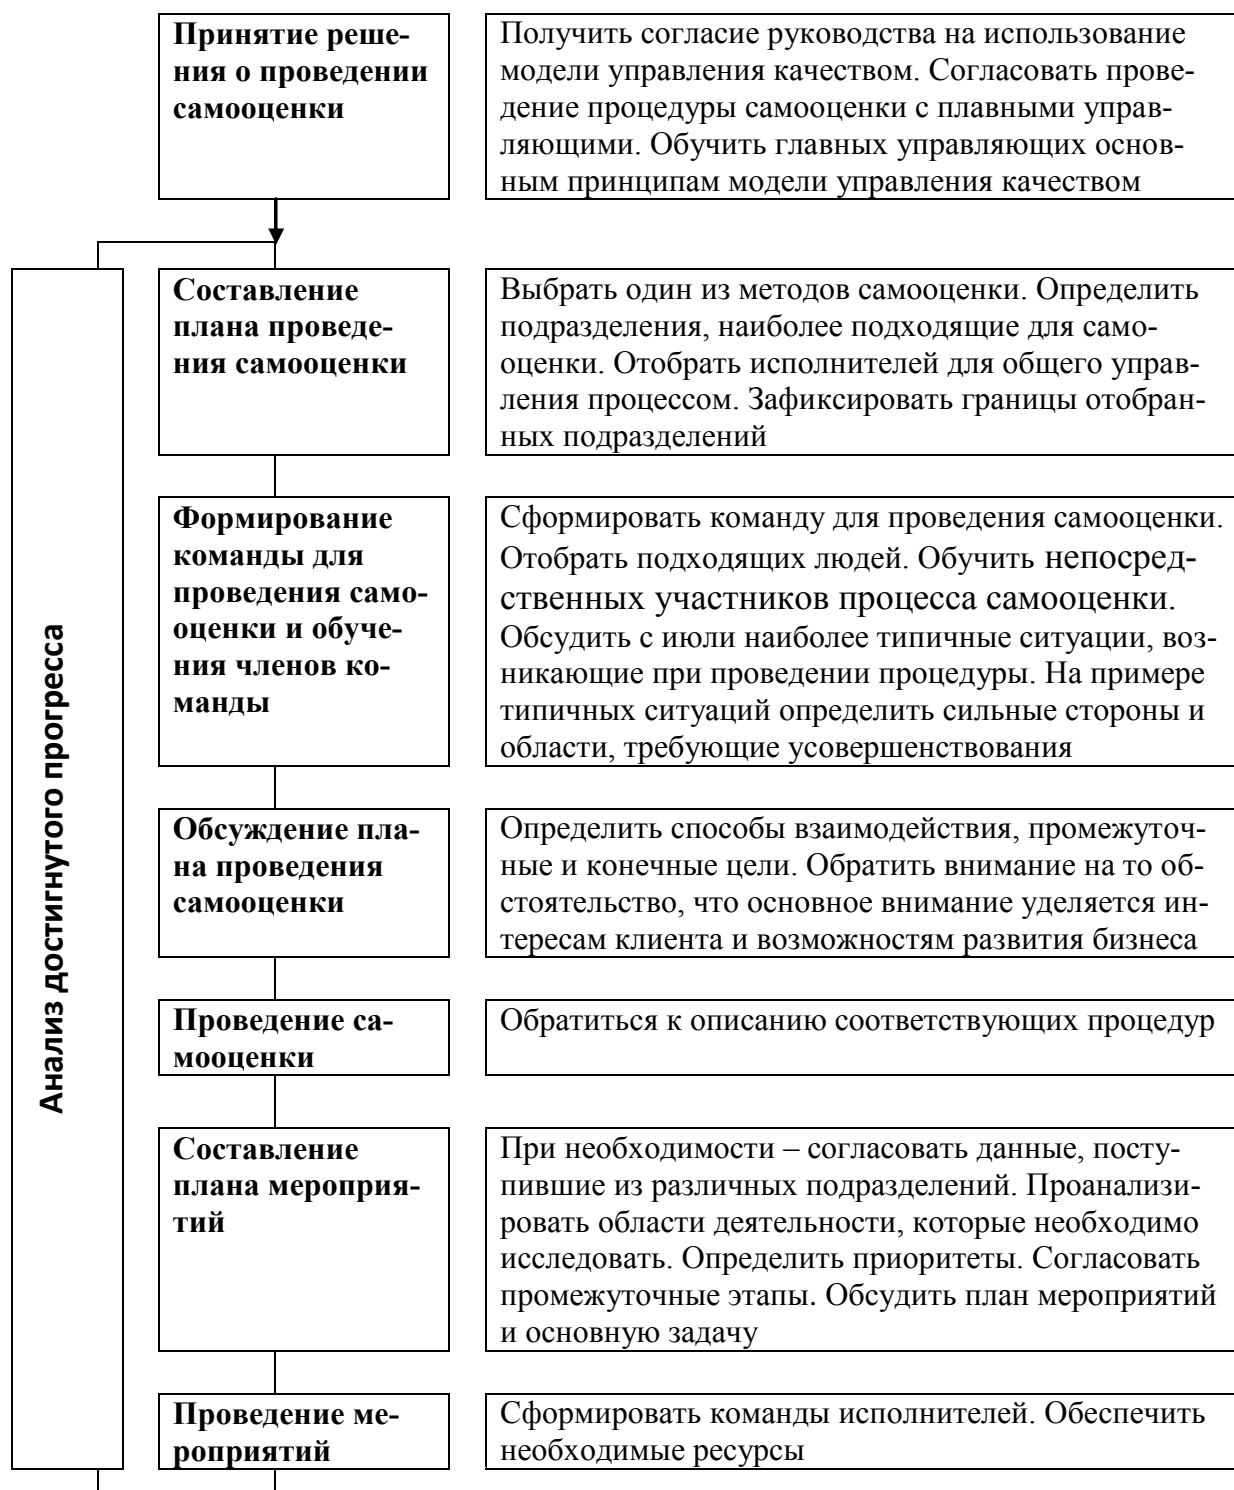 Принятие реше-
ния о проведении
самооценки
Получить согласие руководства на использование
модели управления качеством. Согласовать прове-
дение процедуры самооценки с плавными управ-
ляющими. Обучить главных управляющих основ-
ным принципам модели управления качеством
Анализ достигнутого прогресса
Составление
плана проведе-
ния самооценки
Выбрать один из методов самооценки. Определить
подразделения, наиболее подходящие для само-
оценки. Отобрать исполнителей для общего управ-
ления процессом. Зафиксировать границы отобран-
ных подразделений
Формирование
команды для
проведения само-
оценки и обуче-
ния членов ко-
манды
Сформировать команду для проведения самооценки.
Отобрать подходящих людей. Обучить непосред-
ственных участников процесса самооценки.
Обсудить с июли наиболее типичные ситуации, воз-
никающие при проведении процедуры. На примере
типичных ситуаций определить сильные стороны и
области, требующие усовершенствования
Обсуждение пла-
на проведения
самооценки
Определить способы взаимодействия, промежуточ-
ные и конечные цели. Обратить внимание на то об-
стоятельство, что основное внимание уделяется ин-
тересам клиента и возможностям развития бизнеса
Проведение са-
мооценки
Обратиться к описанию соответствующих процедур
Составление
плана мероприя-
тий
При необходимости – согласовать данные, посту-
пившие из различных подразделений. Проанализи-
ровать области деятельности, которые необходимо
исследовать. Определить приоритеты. Согласовать
промежуточные этапы. Обсудить план мероприятий
и основную задачу
Проведение ме-
роприятий
Сформировать команды исполнителей. Обеспечить
необходимые ресурсы